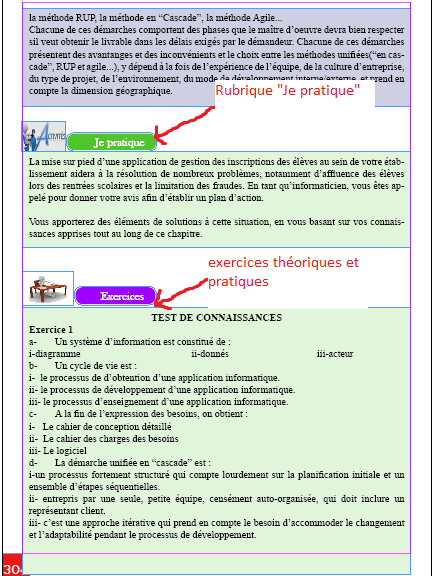 la méthode RUP, la méthode en “Cascade”, la méthode Agile...
Chacune de ces démarches comportent des phases que le maître d’oeuvre devra bien respecter
sil veut obtenir le livrable dans les délais exigés par le démandeur. Chacune de ces démarches
présentent des avantanges et des inconvénients et le choix entre les méthodes unifiées(“en cas-
cade”, RUP et agile...), y dépend à la fois de l’expérience de l’équipe, de la culture d’entreprise,
du type de projet, de l’environnement, du mode de développement interne/externe, et prend en
compte la dimension géographique.
Rubrique "Je pratique"
Activités
Je pratique
La mise sur pied d’une application de gestion des inscriptions des élèves au sein de votre étab-
lissement aidera à la résolution de nombreux problèmes, notamment d’affluence des élèves
lors des rentrées scolaires et la limitation des fraudes. En tant qu’informaticien, vous êtes ap-
pelé pour donner votre avis afin d’établir un plan d’action.
Vous apporterez des éléments de solutions à cette situation, en vous basant sur vos connais-
sances apprises tout au long de ce chapitre.
exercices théoriques et
pratiques
Exercices
TEST DE CONNAISSANCES
Exercice 1
a- Un système d’information est constitué de :
i-diagramme ii-donnés iii-acteur
b- Un cycle de vie est :
i- le processus de d’obtention d’une application informatique.
ii- le processus de développement d’une application informatique.
iii- le processus d’enseignement d’une application informatique.
c- A la fin de l’expression des besoins, on obtient :
i- Le cahier de conception détaillé
ii- Le cahier des charges des besoins
iii- Le logiciel
d- La démarche unifiée en “cascade” est :
i-un processus fortement structuré qui compte lourdement sur la planification initiale et un
ensemble d’étapes séquentielles.
ii- entrepris par une seule, petite équipe, censément auto-organisée, qui doit inclure un
représentant client.
iii- c’est une approche itérative qui prend en compte le besoin d’accommoder le changement
et l’adaptabilité pendant le processus de développement.
304